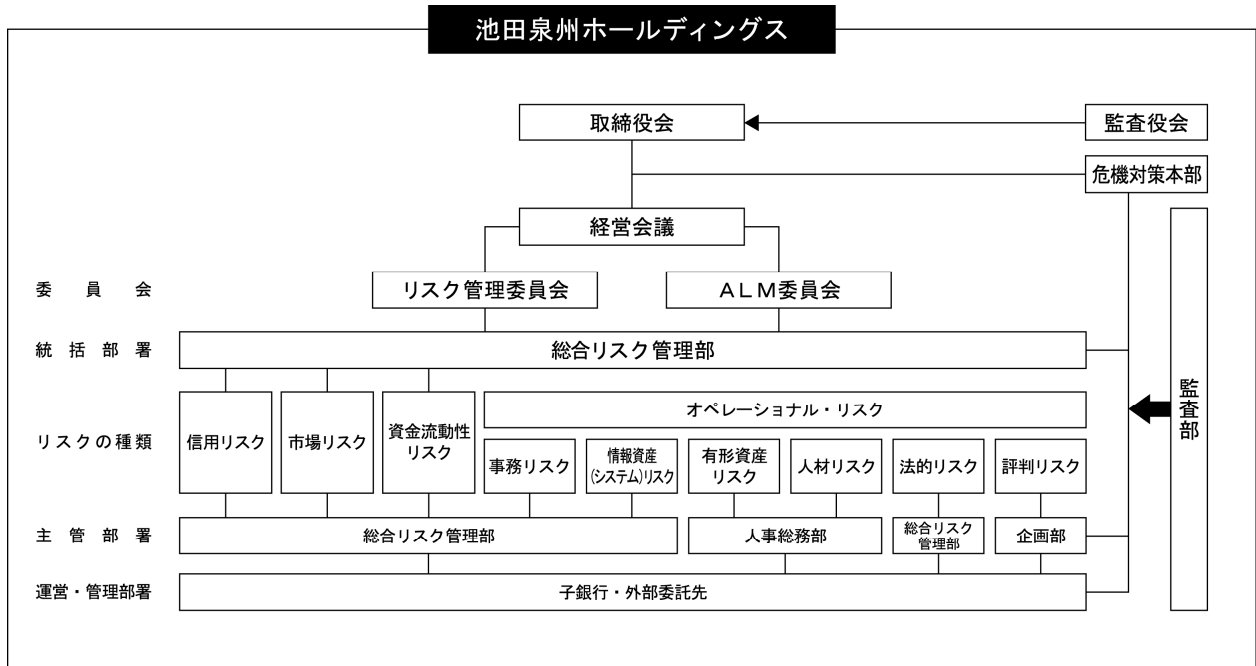 池田泉州ホールディングス
取締役会
監査役会
危機対策本部
経営会議
委員会
リスク管理委員会
ALM委員会
統括部署
総合リスク管理部
監査部
リスクの種類
信用リスク
市場リスク
資金流動性
リスク
オペレーショナル・リスク
事務リスク
情報資産
(システム)リスク
有形資産
リスク
人材リスク
法的リスク
評判リスク
主管部署
総合リスク管理部
人事総務部
総合リスク
管理部
企画部
運営・管理部署
子銀行・外部委託先